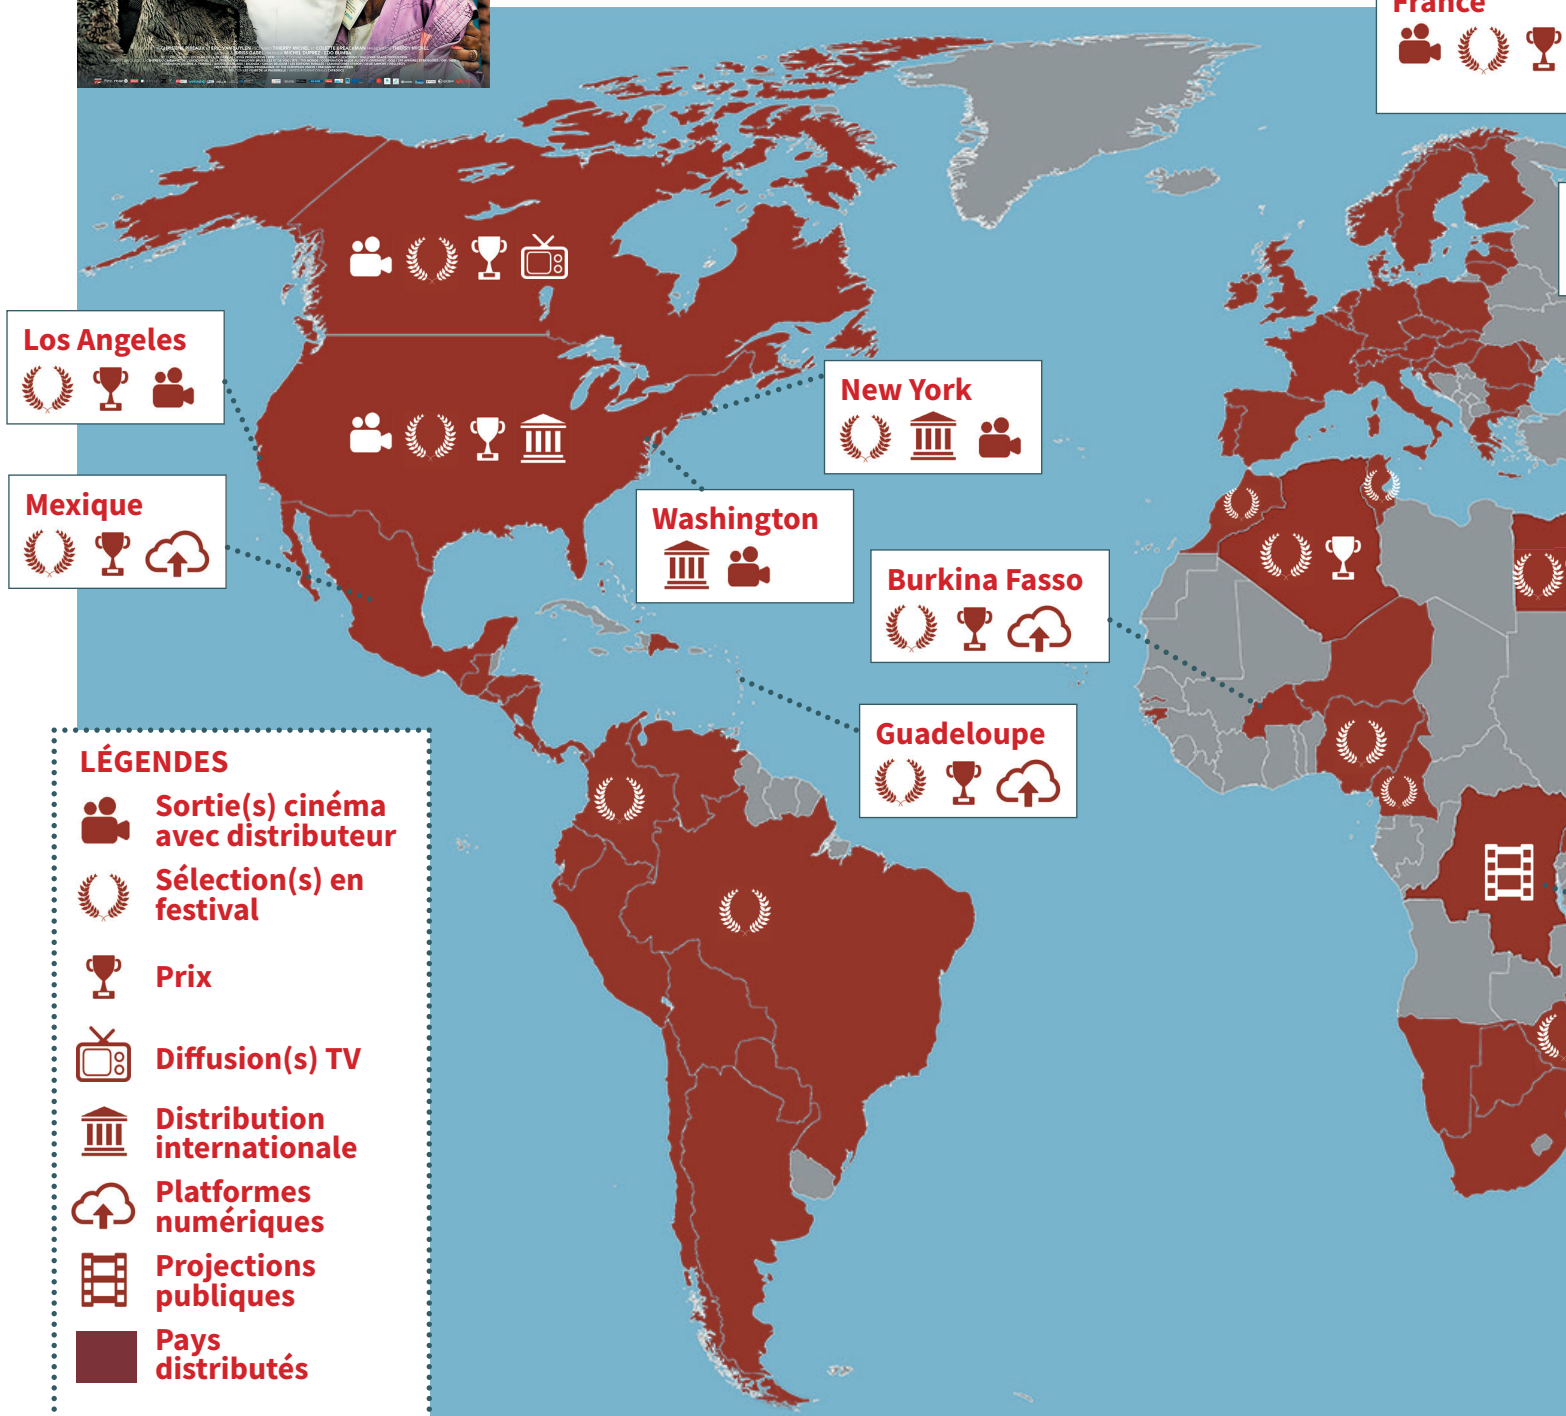 France
Los Angeles
New York
Mexique
Washington
Burkina Fasso
Guadeloupe
LÉGENDES
Sortie(s) cinéma
avec distributeur
Sélection(s) en
festival
Prix
Diffusion(s) TV
Distribution
internationale
Platformes
numériques
Projections
publiques
Pays
distribués